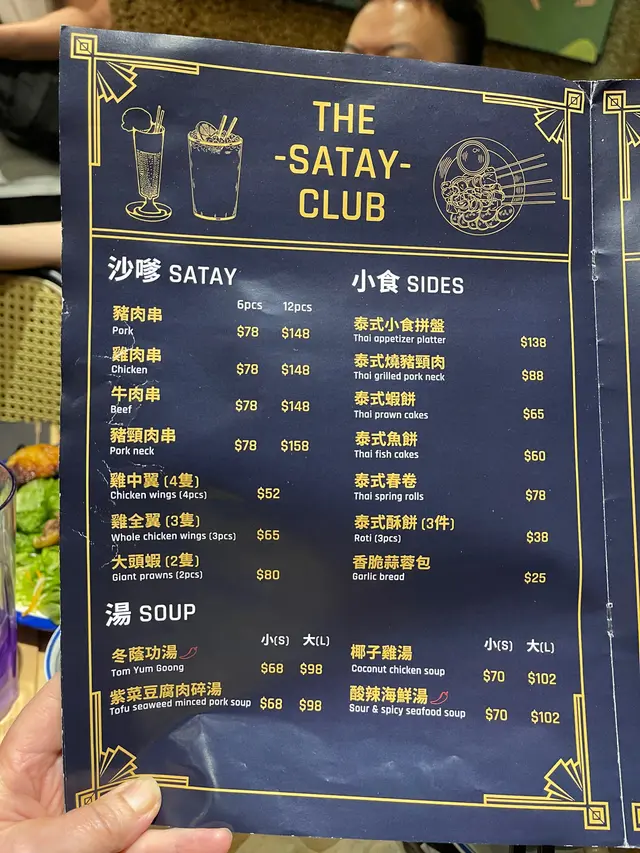 THE
-SATAY-
CLUB
沙嗲 SATAY
6pcs 12pcs
豬肉串
Pork $78 $148
雞肉串
Chicken $78 $148
牛肉串
Beef $78 $148
豬頸肉串
Pork neck $78 $158
雞中翼 (4隻)
Chicken wings (4pcs) $52
雞全翼 (3隻)
Whole chicken wings (3pcs) $65
大頭蝦 (2隻)
Giant prawns (2pcs) $80
小食 SIDES
泰式小食拼盤
Thai appetizer platter $138
泰式燒豬頸肉
Thai grilled pork neck $88
泰式蝦餅
Thai prawn cakes $65
泰式魚餅
Thai fish cakes $60
泰式春卷
Thai spring rolls $78
泰式酥餅 (3件)
Roti (3pcs) $38
香脆蒜蓉包
Garlic bread $25
湯 SOUP
小(S) 大(L)
冬蔭功湯
Tom Yum Goong $68 $98
紫菜豆腐肉碎湯
Tofu seaweed minced pork soup $68 $98
小(S) 大(L)
椰子雞湯
Coconut chicken soup $70 $102
酸辣海鮮湯
Sour & spicy seafood soup $70 $102